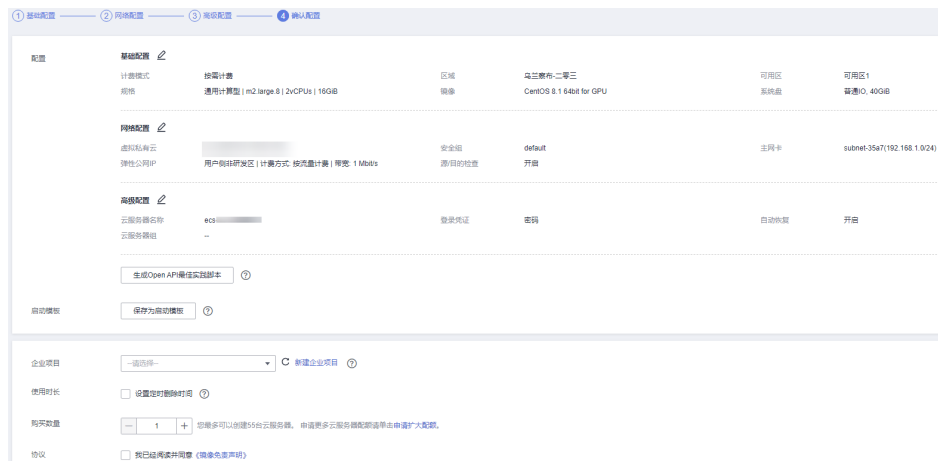 1 基础配置 2 网络配置 3 高级配置 4 确认配置
配置 基础配置
计费模式 按需计费 区域 乌兰察布-二零三 可用区 可用区1
规格 通用计算型 | m2.large.8 | 2vCPUs | 16GiB 镜像 CentOS 8.1 64bit for GPU 系统盘 普通IO, 40GiB
网络配置
虚拟私有云 安全组 default 主网卡 subnet-35a7(192.168.1.0/24)
弹性公网IP 用户侧非研发区 | 计费方式: 按流量计费 | 带宽: 1 Mbit/s 源/目的检查 开启
高级配置
云服务器名称 ecs 登录凭证 密码 自动恢复 开启
云服务器组 --
生成Open API最佳实践脚本 ?
启动模板 保存为启动模板 ?
企业项目 --请选择-- C 新建企业项目 ?
使用时长 设置定时删除时间 ?
购买数量 − 1 + 您最多可以创建55台云服务器。 申请更多云服务器配额请单击申请扩大配额。
协议 我已经阅读并同意《镜像免责声明》